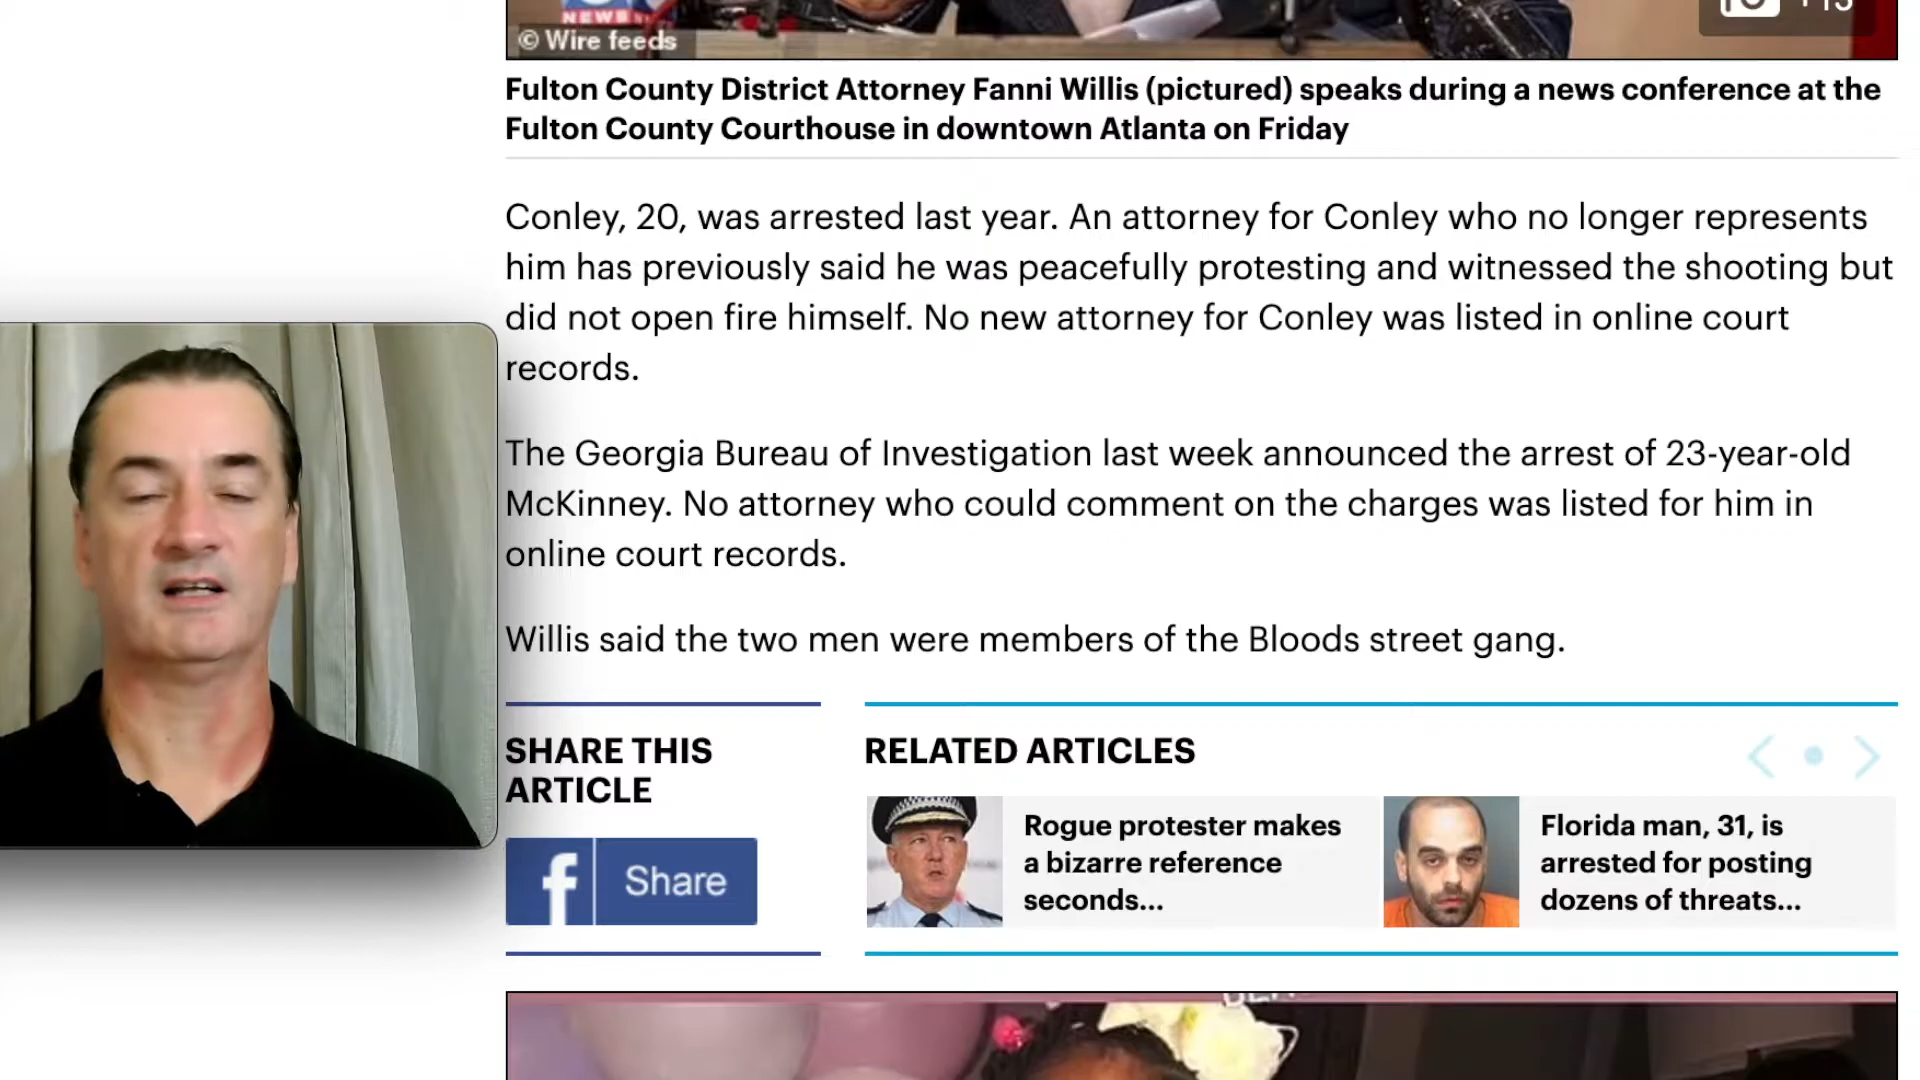 NEWS
© Wire feeds
+13
Fulton County District Attorney Fanni Willis (pictured) speaks during a news conference at the
Fulton County Courthouse in downtown Atlanta on Friday
Conley, 20, was arrested last year. An attorney for Conley who no longer represents
him has previously said he was peacefully protesting and witnessed the shooting but
did not open fire himself. No new attorney for Conley was listed in online court
records.
The Georgia Bureau of Investigation last week announced the arrest of 23-year-old
McKinney. No attorney who could comment on the charges was listed for him in
online court records.
Willis said the two men were members of the Bloods street gang.
SHARE THIS
ARTICLE
f Share
RELATED ARTICLES
Rogue protester makes
a bizarre reference
seconds...
Florida man, 31, is
arrested for posting
dozens of threats...